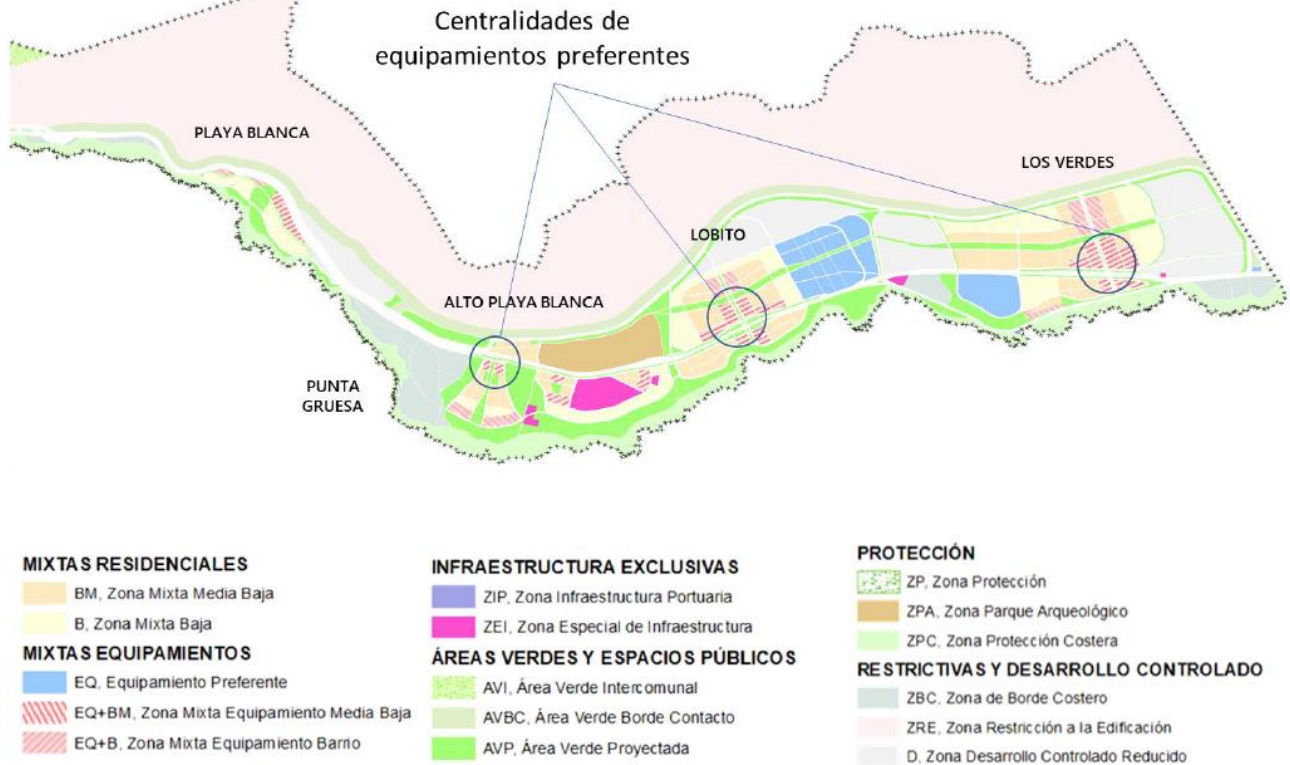 Centralidades de
equipamientos preferentes
PLAYA BLANCA
LOS VERDES
LOBITO
ALTO PLAYA BLANCA
PUNTA
GRUESA
MIXTAS RESIDENCIALES
BM, Zona Mixta Media Baja
B, Zona Mixta Baja
MIXTAS EQUIPAMIENTOS
EQ, Equipamiento Preferente
EQ+BM, Zona Mixta Equipamiento Media Baja
EQ+B, Zona Mixta Equipamiento Barrio
INFRAESTRUCTURA EXCLUSIVAS
ZIP, Zona Infraestructura Portuaria
ZEI, Zona Especial de Infraestructura
ÁREAS VERDES Y ESPACIOS PÚBLICOS
AVI, Área Verde Intercomunal
AVBC, Área Verde Borde Contacto
AVP, Área Verde Proyectada
PROTECCIÓN
ZP, Zona Protección
ZPA, Zona Parque Arqueológico
ZPC, Zona Protección Costera
RESTRICTIVAS Y DESARROLLO CONTROLADO
ZBC, Zona de Borde Costero
ZRE, Zona Restricción a la Edificación
D, Zona Desarrollo Controlado Reducido